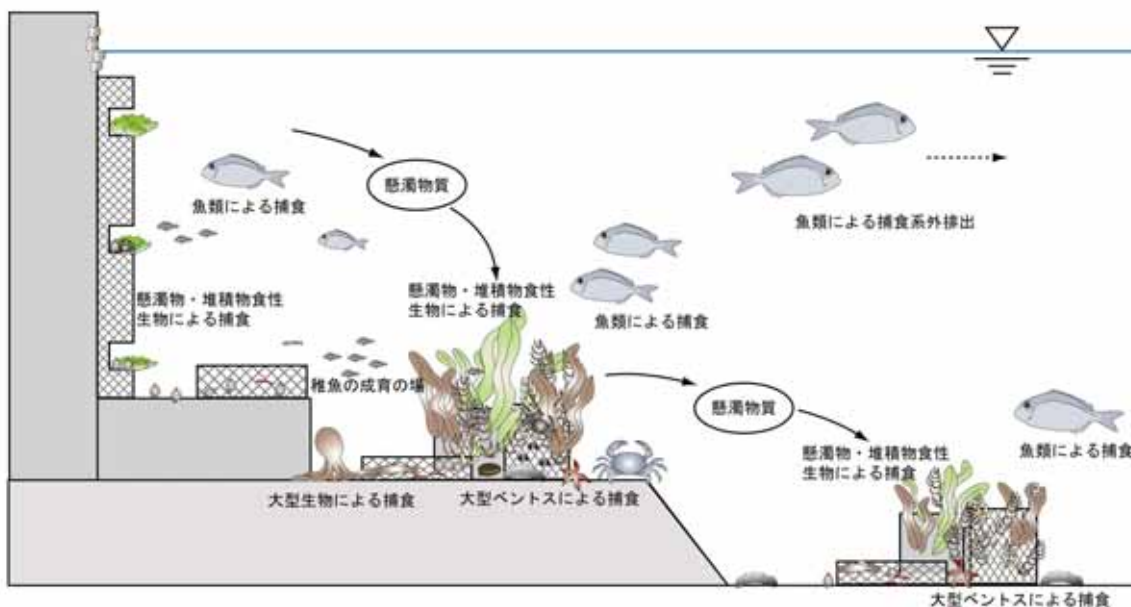 懸濁物質
魚類による捕食
魚類による捕食系外排出
懸濁物・堆積物食性
生物による捕食
懸濁物・堆積物食性
生物による捕食
魚類による捕食
稚魚の成育の場
懸濁物質
魚類による捕食
懸濁物・堆積物食性
生物による捕食
大型生物による捕食
大型ベントスによる捕食
大型ベントスによる捕食